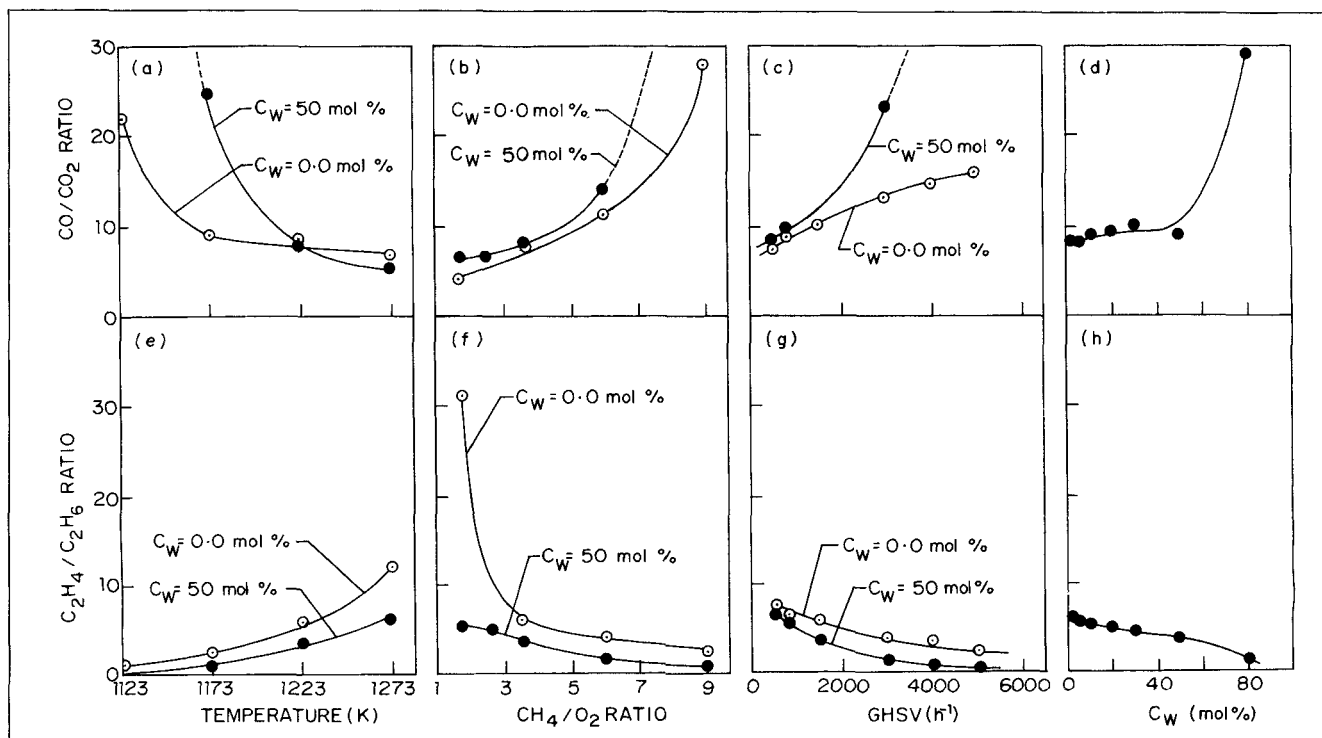 CO/CO2 RATIO
30
20
10
0
(a)
CW= 50 mol %
CW= 0·0 mol %
(b)
CW= 0·0 mol %
CW= 50 mol %
(c)
CW= 50 mol %
CW= 0·0 mol %
(d)
C2H4/C2H6 RATIO
30
20
10
0
(e)
CW= 0·0 mol %
CW= 50 mol %
1123 1173 1223 1273
TEMPERATURE (K)
(f)
CW= 0·0 mol %
CW= 50 mol %
1 3 5 7 9
CH4/O2 RATIO
(g)
CW= 0·0 mol %
CW= 50 mol %
0 2000 4000 6000
GHSV (h-1)
(h)
0 40 80
CW (mol%)